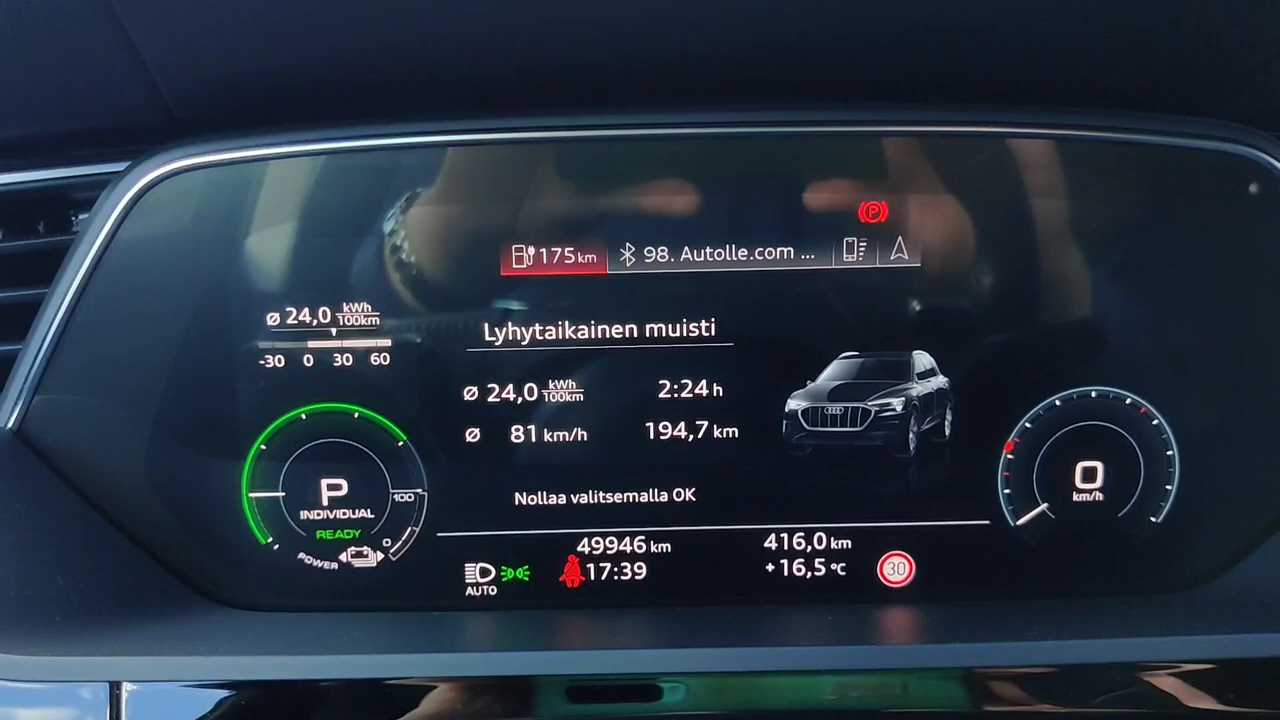 175 km 98. Autolle.com ...
Ø 24,0 kWh/100km
-30 0 30 60
Lyhytaikainen muisti
Ø 24,0 kWh/100km 2:24 h
Ø 81 km/h 194,7 km
Nollaa valitsemalla OK
P
INDIVIDUAL
READY
POWER
100
0
0
km/h
49946 km 416,0 km
AUTO 17:39 +16,5 °C 30